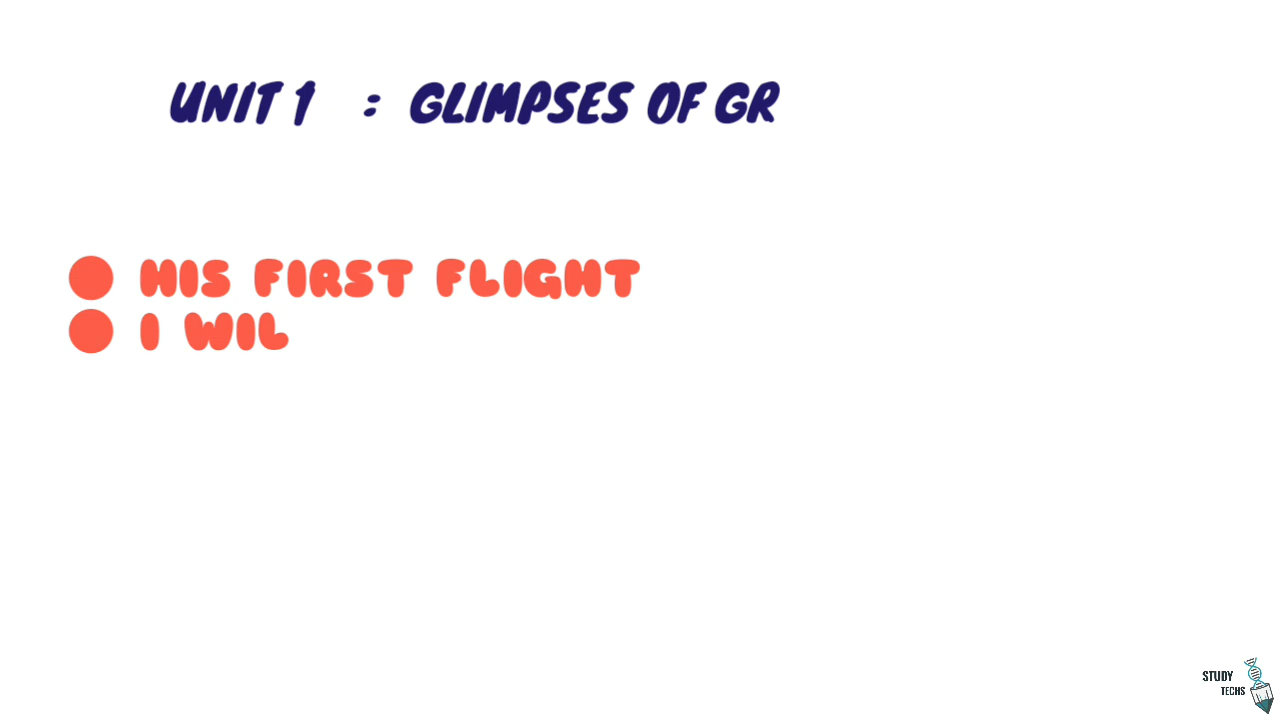 UNIT 1 : GLIMPSES OF GR
HIS FIRST FLIGHT
I WIL
STUDY
TECHS